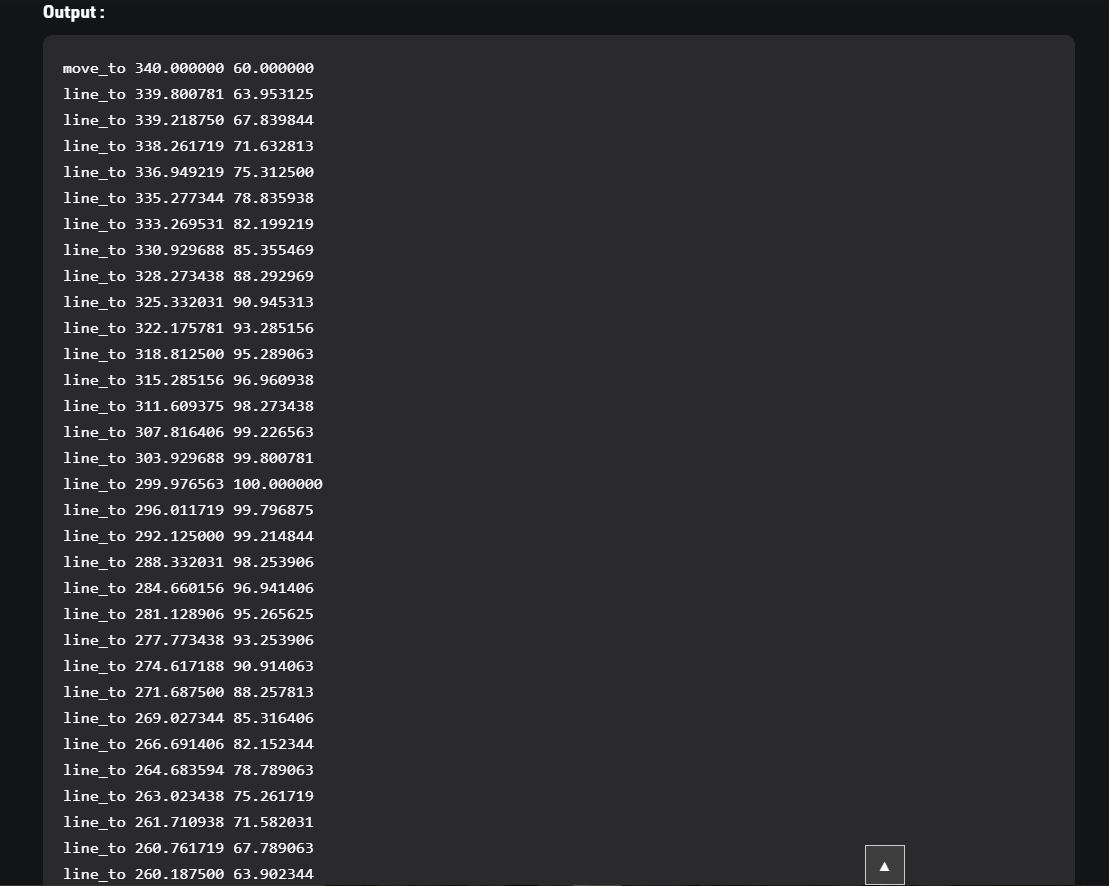 Output :
move_to 340.000000 60.000000
line_to 339.800781 63.953125
line_to 339.218750 67.839844
line_to 338.261719 71.632813
line_to 336.949219 75.312500
line_to 335.277344 78.835938
line_to 333.269531 82.199219
line_to 330.929688 85.355469
line_to 328.273438 88.292969
line_to 325.332031 90.945313
line_to 322.175781 93.285156
line_to 318.812500 95.289063
line_to 315.285156 96.960938
line_to 311.609375 98.273438
line_to 307.816406 99.226563
line_to 303.929688 99.800781
line_to 299.976563 100.000000
line_to 296.011719 99.796875
line_to 292.125000 99.214844
line_to 288.332031 98.253906
line_to 284.660156 96.941406
line_to 281.128906 95.265625
line_to 277.773438 93.253906
line_to 274.617188 90.914063
line_to 271.687500 88.257813
line_to 269.027344 85.316406
line_to 266.691406 82.152344
line_to 264.683594 78.789063
line_to 263.023438 75.261719
line_to 261.710938 71.582031
line_to 260.761719 67.789063
line_to 260.187500 63.902344